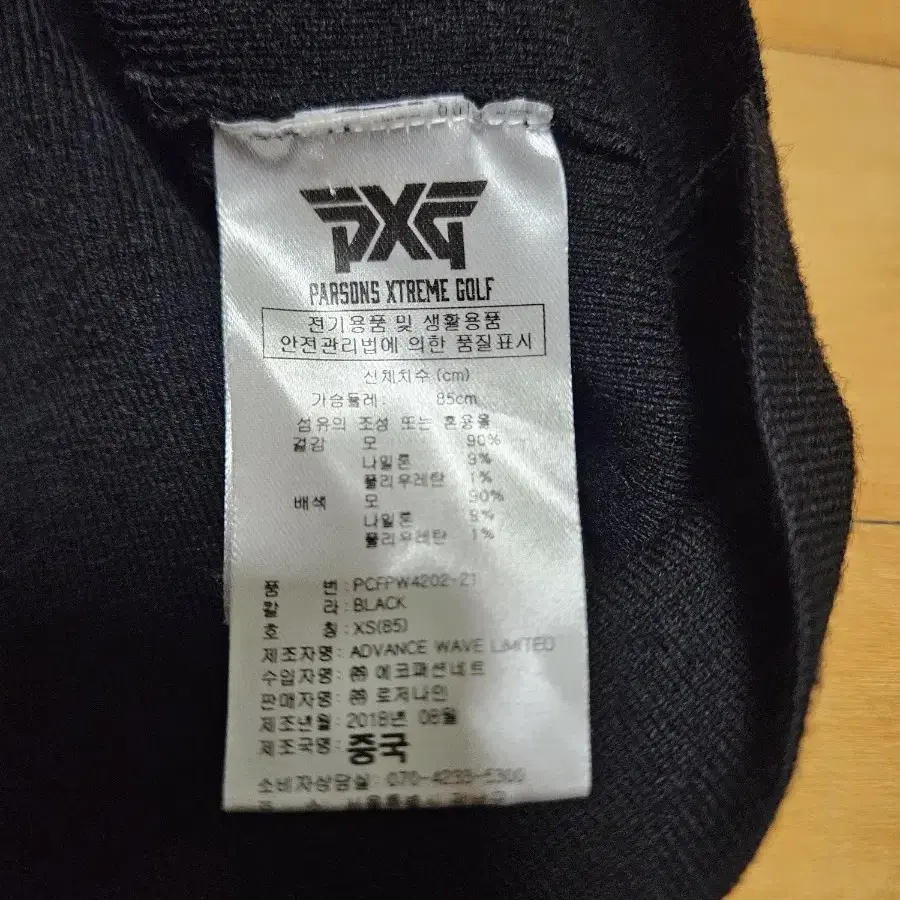 PXG
PARSONS XTREME GOLF
전기용품 및 생활용품
안전관리법에 의한 품질표시
신체치수 (cm)
가슴둘레: 85cm
섬유의 조성 또는 혼용율
겉감 모 90%
나일론 9%
폴리우레탄 1%
배색 모 90%
나일론 9%
폴리우레탄 1%
품 번: PCFPW4202-21
칼 라: BLACK
호 칭: XS(85)
제조자명: ADVANCE WAVE LIMITED
수입자명: ㈜ 에코패션네트
판매자명: ㈜ 로저나인
제조년월: 2018년 08월
제조국명: 중국
소비자상담실: 070-4238-5300